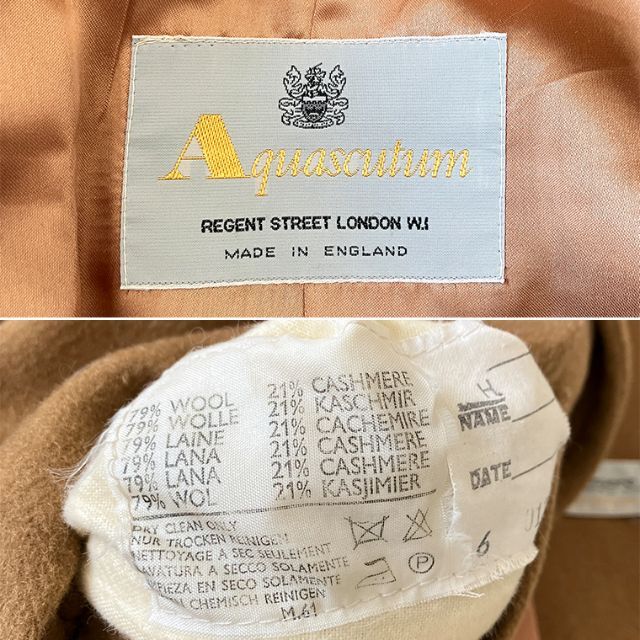 Aquascutum
REGENT STREET LONDON W.I
MADE IN ENGLAND
79% WOOL 21% CASHMERE
79% WOLLE 21% KASCHMIR
79% LAINE 21% CACHEMIRE
79% LANA 21% CASHMERE
79% LANA 21% CASHMERE
79% WOL 21% KASJIMIER
DRY CLEAN ONLY
NUR TROCKEN REINIGEN
NETTOYAGE A SEC SEULEMENT
LAVATURA A SECCO SOLAMENTE
LIMPIEZA EN SECO SOLAMENTE
CHEMISCH REINIGEN
M.61
P
NAME
DATE
6